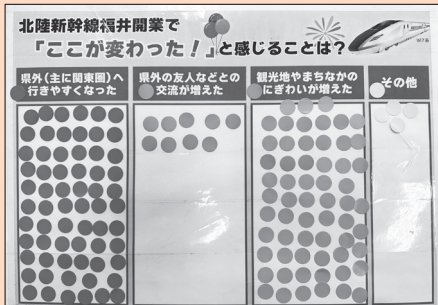 北陸新幹線福井開業で
「ここが変わった!」と感じることは?
W7系
県外(主に関東圏)へ
行きやすくなった
県外の友人などとの
交流が増えた
観光地やまちなかの
にぎわいが増えた
その他